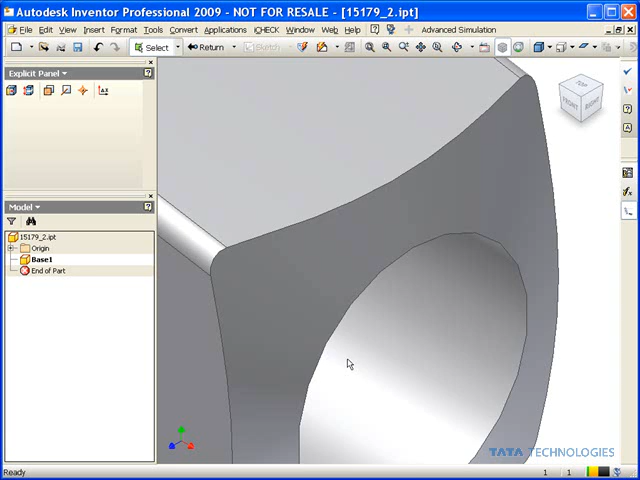 Autodesk Inventor Professional 2009 - NOT FOR RESALE - [15179_2.ipt]
File Edit View Insert Format Tools Convert Applications iCHECK Window Web Help Advanced Simulation
Select Return Sketch
Explicit Panel
Model
15179_2.ipt
Origin
Base1
End of Part
TOP
FRONT
RIGHT
TATA TECHNOLOGIES
Ready 1 1